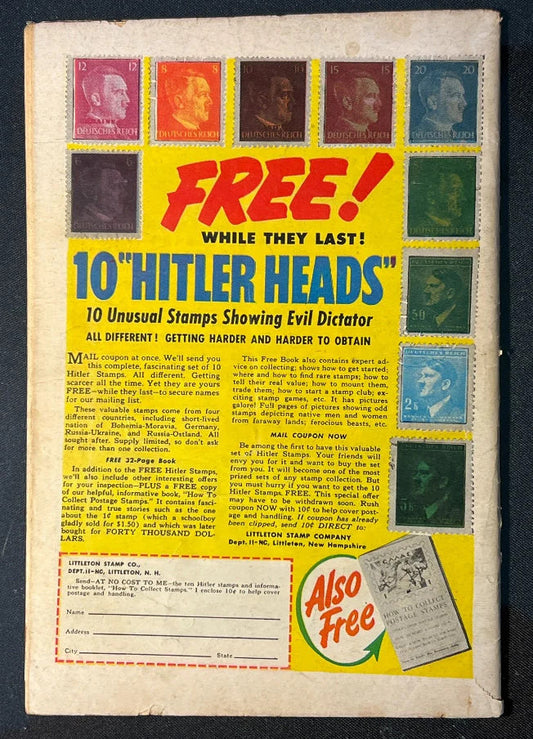 12 12
DEUTSCHES REICH
8 8
DEUTSCHES REICH
10
DEUTSCHES REICH
15 15
DEUTSCHES REICH
20 20
DEUTSCHES REICH
6
DEUTSCHES REICH
DEUTSCHES REICH
50
DEUTSCHES REICH
FREE!
WHILE THEY LAST!
10 "HITLER HEADS"
10 Unusual Stamps Showing Evil Dictator
ALL DIFFERENT! GETTING HARDER AND HARDER TO OBTAIN
MAIL coupon at once. We'll send you
this complete, fascinating set of 10
Hitler Stamps. All different. Getting
scarcer all the time. Yet they are yours
FREE—while they last—to secure names
for our mailing list.
These valuable stamps come from four
different countries, including short-lived
nation of Bohemia-Moravia, Germany,
Russia-Ukraine, and Russia-Ostland. All
sought after. Supply limited, so don't ask
for more than one collection.
FREE 32-Page Book
In addition to the FREE Hitler Stamps,
we'll also include other interesting offers
for your inspection—PLUS a FREE copy
of our helpful, informative book, "How To
Collect Postage Stamps." It contains fasci-
nating and true stories such as the one
about the 1¢ stamp (which a schoolboy
gladly sold for $1.50) and which was later
bought for FORTY THOUSAND DOL
LARS.
This Free Book also contains expert ad-
vice on collecting; shows how to get started;
where and how to find rare stamps; how to
tell their real value; how to mount them,
trade them; how to start a stamp club; ex-
citing stamp games, etc. It has pictures
galore! Full pages of pictures showing odd
stamps depicting native men and women
from faraway lands; ferocious beasts, etc.
MAIL COUPON NOW
Be among the first to have this valuable
set of Hitler Stamps. Your friends will
envy you for it and want to buy the set
from you. It will become one of the most
prized sets of any stamp collection. But
you must hurry if you want to get the 10
Hitler Stamps, FREE. This special offer
may have to be withdrawn soon. Rush
coupon NOW with 10¢ to help cover post-
age and handling. If coupon has already
been clipped, send 10¢ DIRECT to:
LITTLETON STAMP COMPANY
Dept. II-NG, Littleton, New Hampshire
LITTLETON STAMP CO.,
DEPT. II-NG, LITTLETON, N. H.
Send—AT NO COST TO ME—the ten Hitler stamps and informa-
tive booklet, "How To Collect Stamps." I enclose 10¢ to help cover
postage and handling.
Name
Address
City State
Also
Free
HOW TO COLLECT
POSTAGE STAMPS